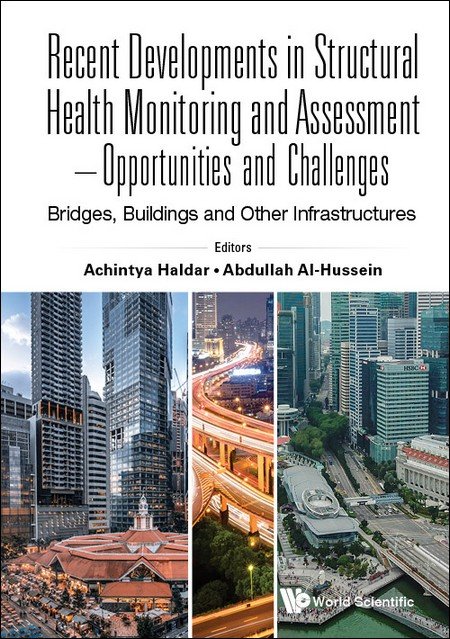 Recent Developments in Structural
Health Monitoring and Assessment
– Opportunities and Challenges
Bridges, Buildings and Other Infrastructures
Editors
Achintya Haldar • Abdullah Al-Hussein
HSBC
World Scientific